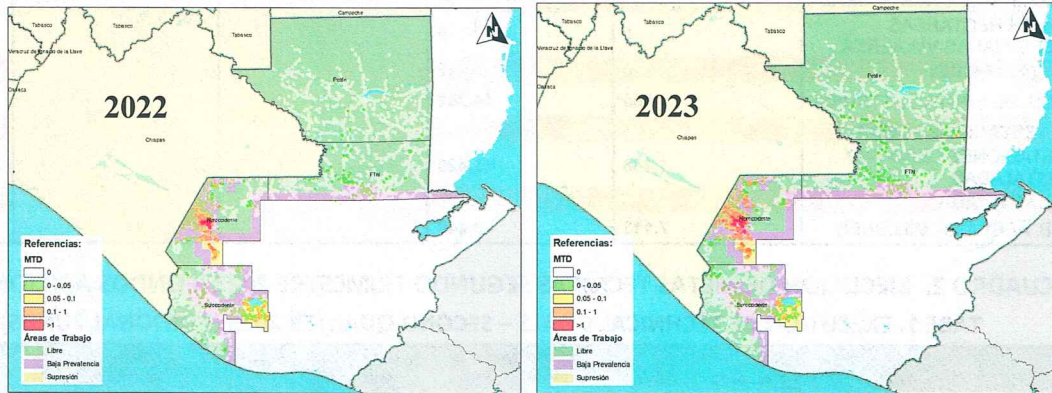 Campeche
Tabasco
Tabasco
Tabasco
Veracruz de Ignacio de la Llave
Oaxaca
Petén
2022
Chiapas
FTN
Noroccidente
Suroccidente
N
Referencias:
MTD
0
0 - 0.05
0.05 - 0.1
0.1 - 1
>1
Áreas de Trabajo
Libre
Baja Prevalencia
Supresión
Campeche
Tabasco
Tabasco
Tabasco
Veracruz de Ignacio de la Llave
Oaxaca
Petén
2023
Chiapas
FTN
Noroccidente
Suroccidente
N
Referencias:
MTD
0
0 - 0.05
0.05 - 0.1
0.1 - 1
>1
Áreas de Trabajo
Libre
Baja Prevalencia
Supresión